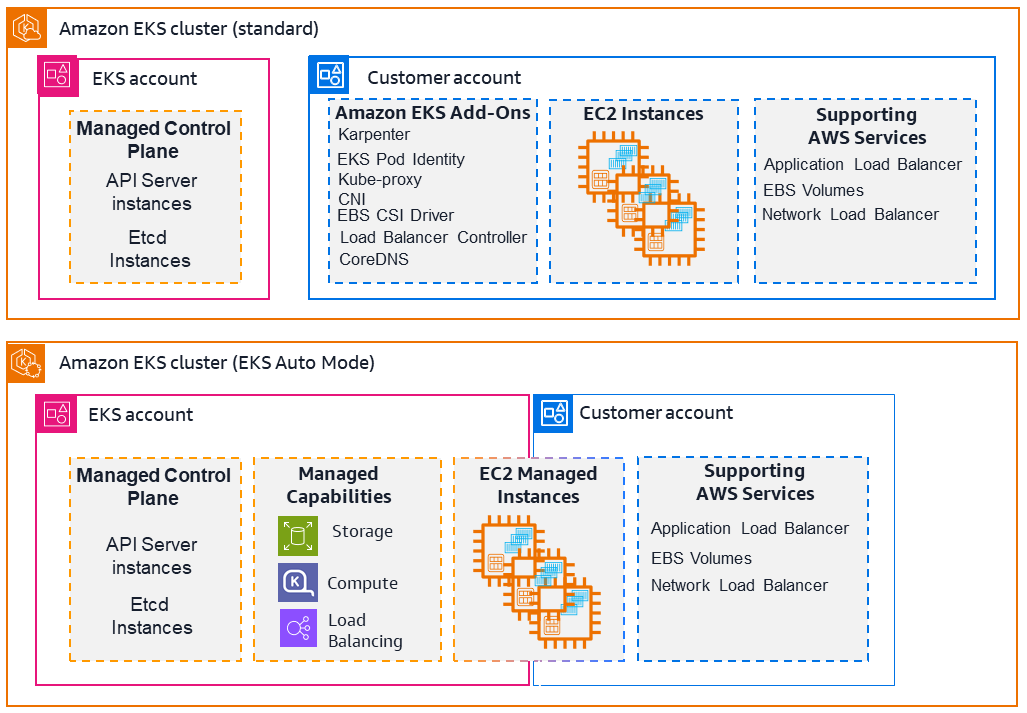 Amazon EKS cluster (standard)
EKS account
Managed Control
Plane
API Server
instances
Etcd
Instances
Customer account
Amazon EKS Add-Ons
Karpenter
EKS Pod Identity
Kube-proxy
CNI
EBS CSI Driver
Load Balancer Controller
CoreDNS
EC2 Instances
Supporting
AWS Services
Application Load Balancer
EBS Volumes
Network Load Balancer
Amazon EKS cluster (EKS Auto Mode)
EKS account
Managed Control
Plane
API Server
instances
Etcd
Instances
Managed
Capabilities
Storage
K
Compute
Load
Balancing
EC2 Managed
Instances
Customer account
Supporting
AWS Services
Application Load Balancer
EBS Volumes
Network Load Balancer